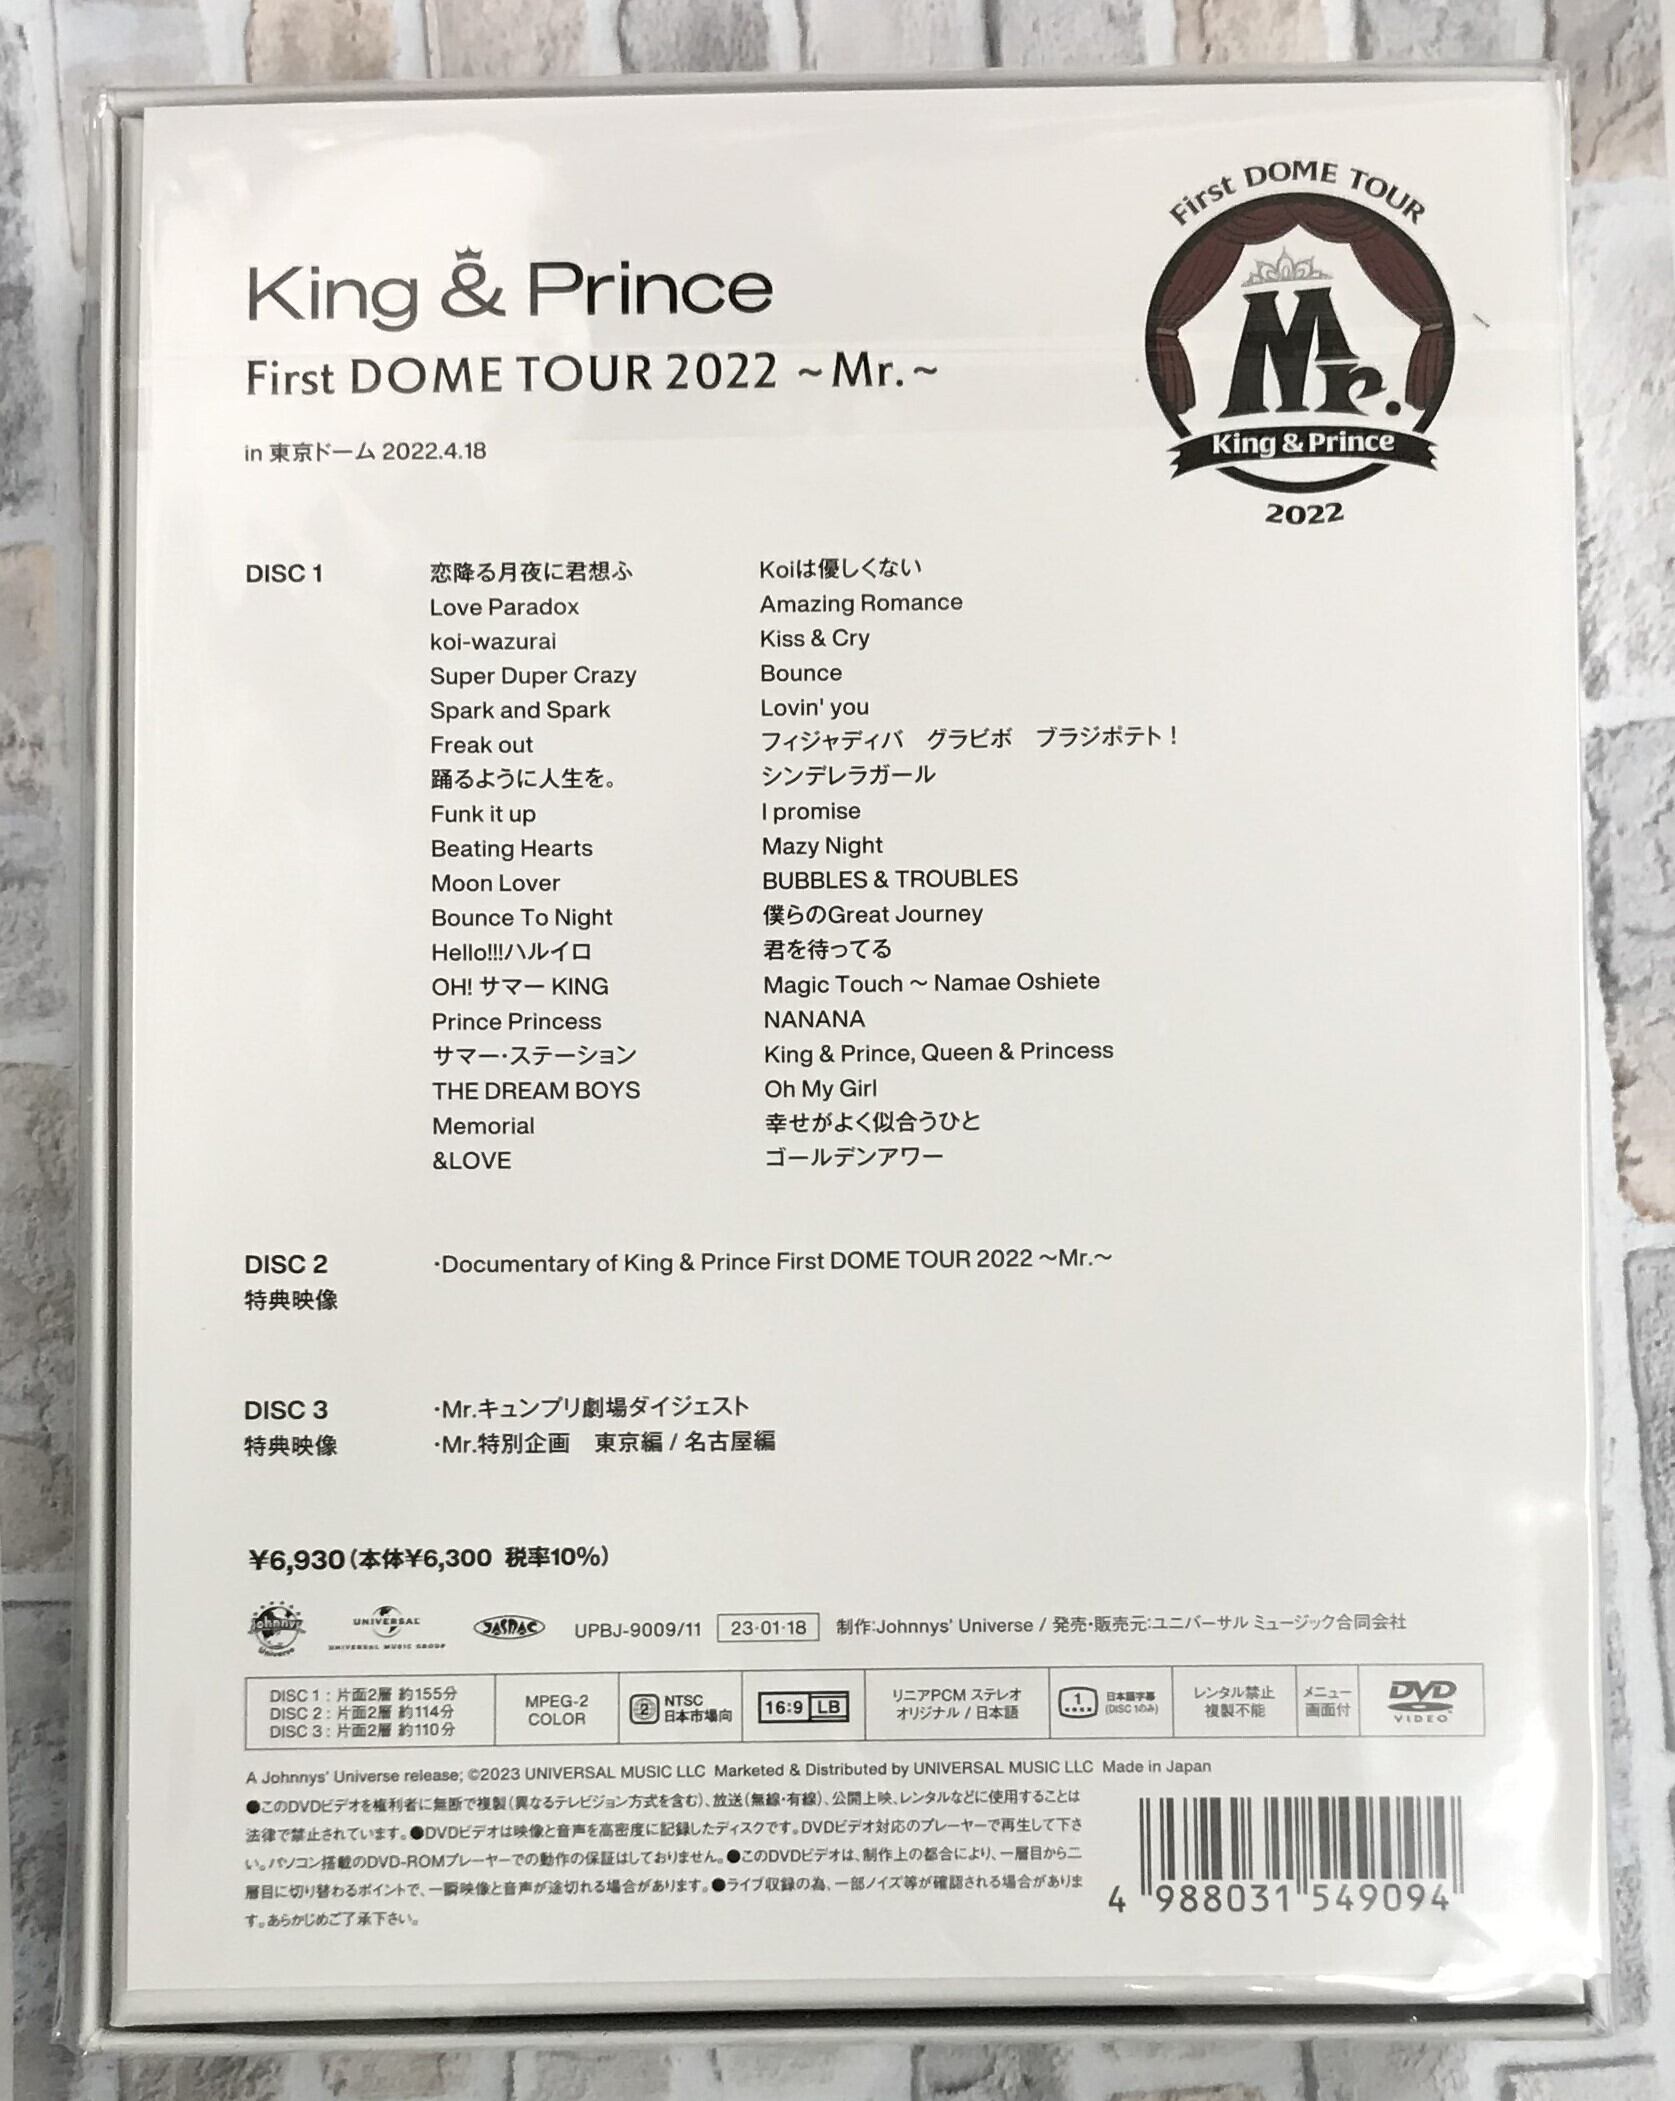 First DOME TOUR
Mr.
King & Prince
2022
King & Prince
First DOME TOUR 2022 ~Mr.~
in 東京ドーム 2022.4.18
DISC 1
恋降る月夜に君想ふ
Love Paradox
koi-wazurai
Super Duper Crazy
Spark and Spark
Freak out
踊るように人生を。
Funk it up
Beating Hearts
Moon Lover
Bounce To Night
Hello!!!ハルイロ
OH! サマー KING
Prince Princess
サマー・ステーション
THE DREAM BOYS
Memorial
&LOVE
Koiは優しくない
Amazing Romance
Kiss & Cry
Bounce
Lovin' you
フィジャディバ　グラビボ　ブラジポテト！
シンデレラガール
I promise
Mazy Night
BUBBLES & TROUBLES
僕らのGreat Journey
君を待ってる
Magic Touch ～ Namae Oshiete
NANANA
King & Prince, Queen & Princess
Oh My Girl
幸せがよく似合うひと
ゴールデンアワー
DISC 2
特典映像
・Documentary of King & Prince First DOME TOUR 2022 ～Mr.～
DISC 3
特典映像
・Mr.キュンプリ劇場ダイジェスト
・Mr.特別企画　東京編 / 名古屋編
¥6,930（本体¥6,300 税率10%）
Johnnys' Universe
UNIVERSAL
UNIVERSAL MUSIC GROUP
JASRAC
UPBJ-9009/11
23·01·18
制作:Johnnys' Universe / 発売・販売元:ユニバーサル ミュージック合同会社
DISC 1 : 片面2層 約155分
DISC 2 : 片面2層 約114分
DISC 3 : 片面2層 約110分
MPEG-2
COLOR
2
NTSC
日本市場向
16:9 LB
リニアPCM ステレオ
オリジナル / 日本語
1
日本語字幕
(DISC 1のみ)
レンタル禁止
複製不能
メニュー
画面付
DVD
VIDEO
A Johnnys' Universe release; ©2023 UNIVERSAL MUSIC LLC Marketed & Distributed by UNIVERSAL MUSIC LLC Made in Japan
●このDVDビデオを権利者に無断で複製（異なるテレビジョン方式を含む）、放送（無線・有線）、公開上映、レンタルなどに使用することは
法律で禁止されています。●DVDビデオは映像と音声を高密度に記録したディスクです。DVDビデオ対応のプレーヤーで再生して下さ
い。パソコン搭載のDVD-ROMプレーヤーでの動作の保証はしておりません。●このDVDビデオは、制作上の都合により、一層目から二
層目に切り替わるポイントで、一瞬映像と音声が途切れる場合があります。●ライブ収録の為、一部ノイズ等が確認される場合がありま
す。あらかじめご了承下さい。
4 988031 549094